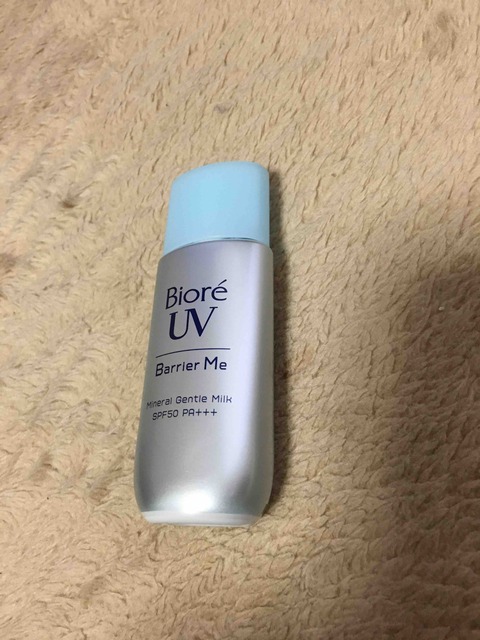 Bioré
UV
Barrier Me
Mineral Gentle Milk
SPF50 PA+++